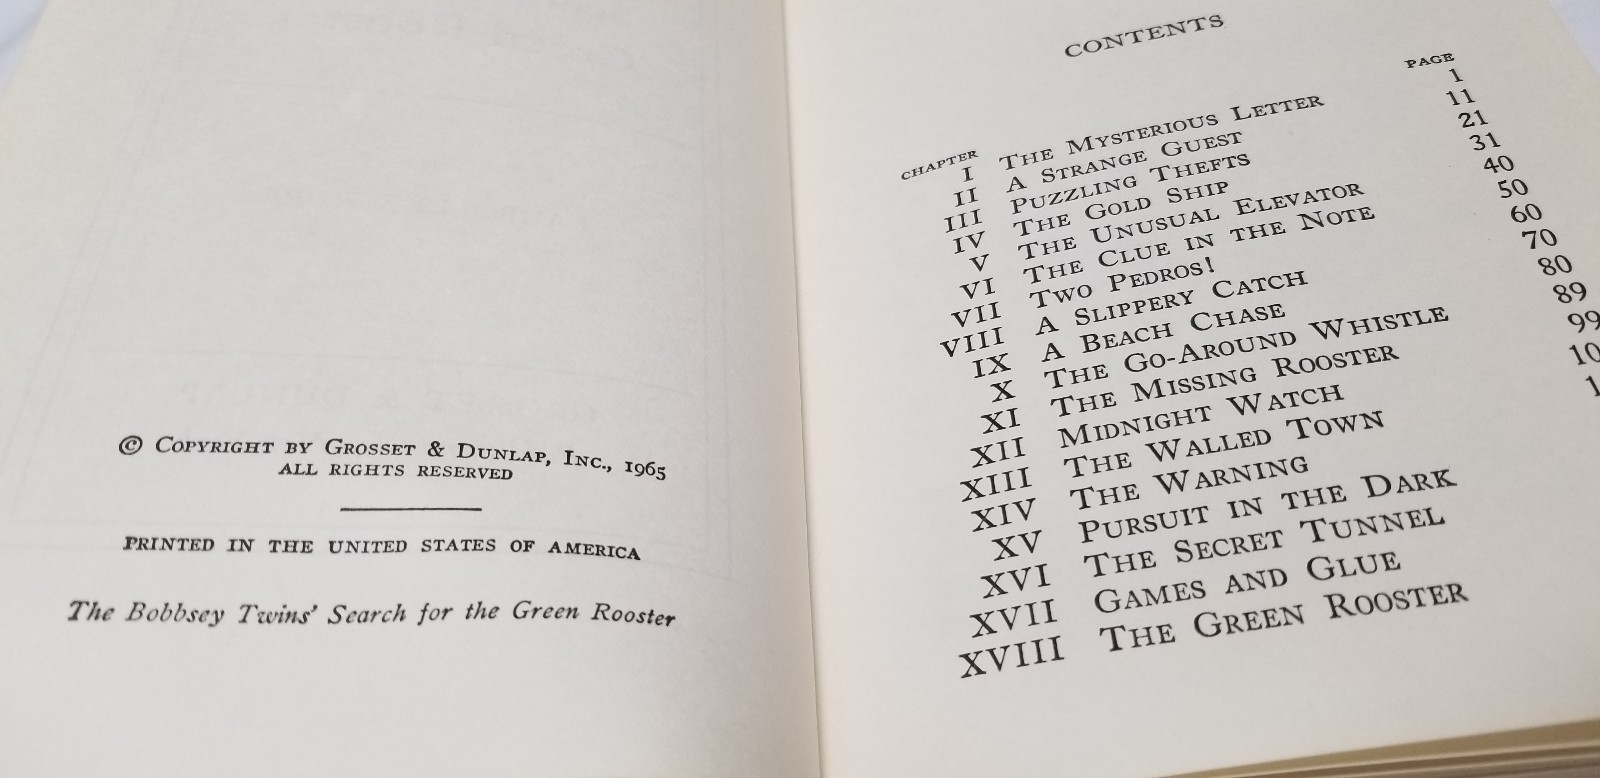 © Copyright by Grosset & Dunlap, Inc., 1965
ALL RIGHTS RESERVED
PRINTED IN THE UNITED STATES OF AMERICA
The Bobbsey Twins' Search for the Green Rooster
CONTENTS
CHAPTER PAGE
I The Mysterious Letter 1
II A Strange Guest 11
III Puzzling Thefts 21
IV The Gold Ship 31
V The Unusual Elevator 40
VI The Clue in the Note 50
VII Two Pedros! 60
VIII A Slippery Catch 70
IX A Beach Chase 80
X The Go-Around Whistle 89
XI The Missing Rooster 99
XII Midnight Watch
XIII The Walled Town
XIV The Warning
XV Pursuit in the Dark
XVI The Secret Tunnel
XVII Games and Glue
XVIII The Green Rooster